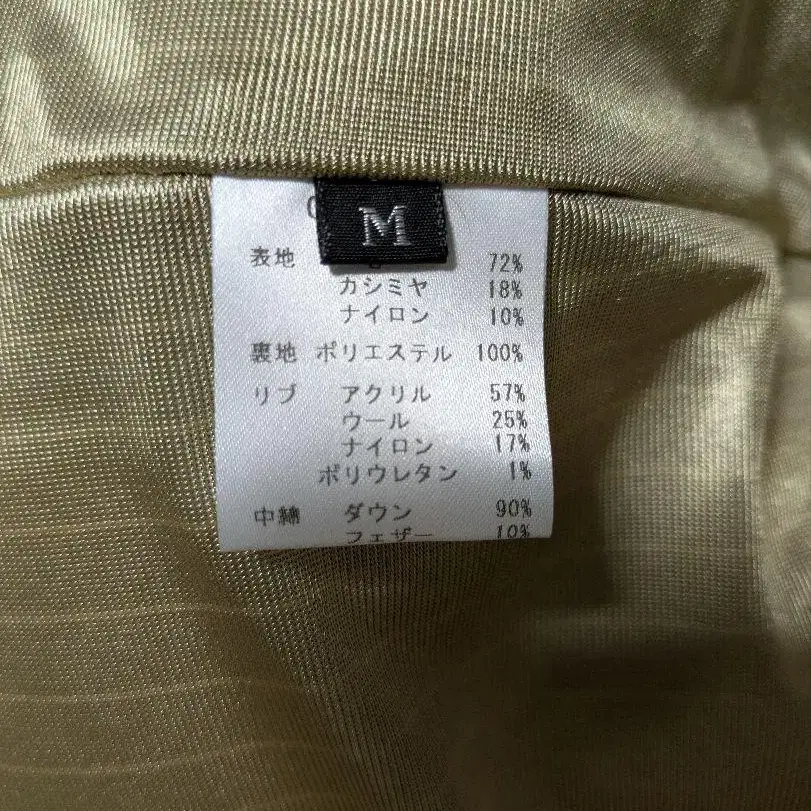 M
表地 72%
カシミヤ 18%
ナイロン 10%
裏地 ポリエステル 100%
リブ アクリル 57%
ウール 25%
ナイロン 17%
ポリウレタン 1%
中綿 ダウン 90%
フェザー 10%